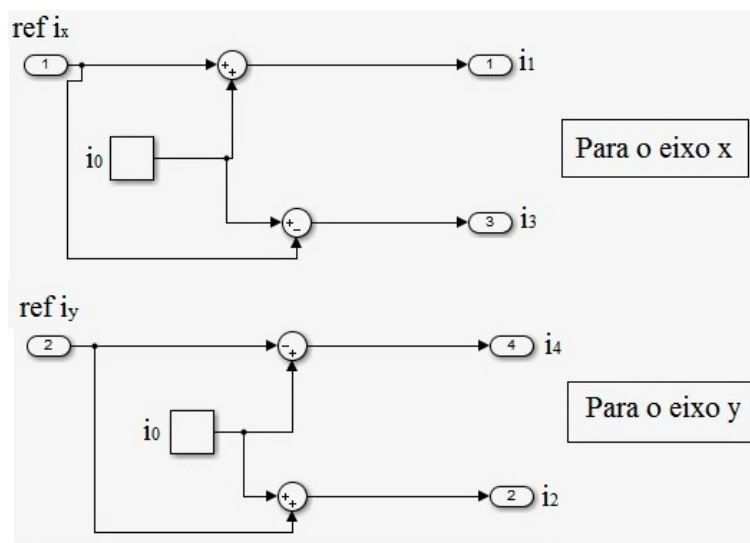 ref ix
1
1
i1
i0
Para o eixo x
3
i3
ref iy
2
4
i4
i0
Para o eixo y
2
i2